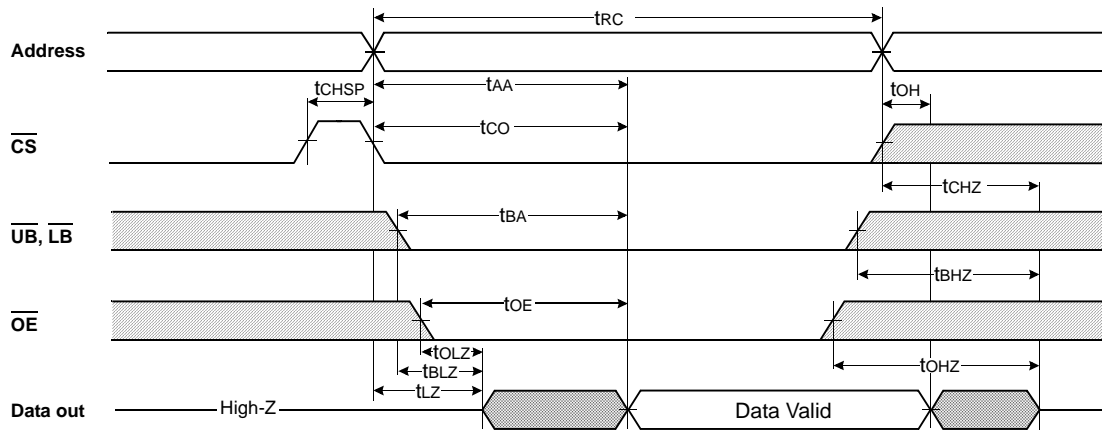 tRC
Address
tCHSP
tAA
tOH
tCO
CS
tCHZ
tBA
UB, LB
tBHZ
tOE
OE
tOLZ
tBLZ
tOHZ
tLZ
Data out
High-Z
Data Valid